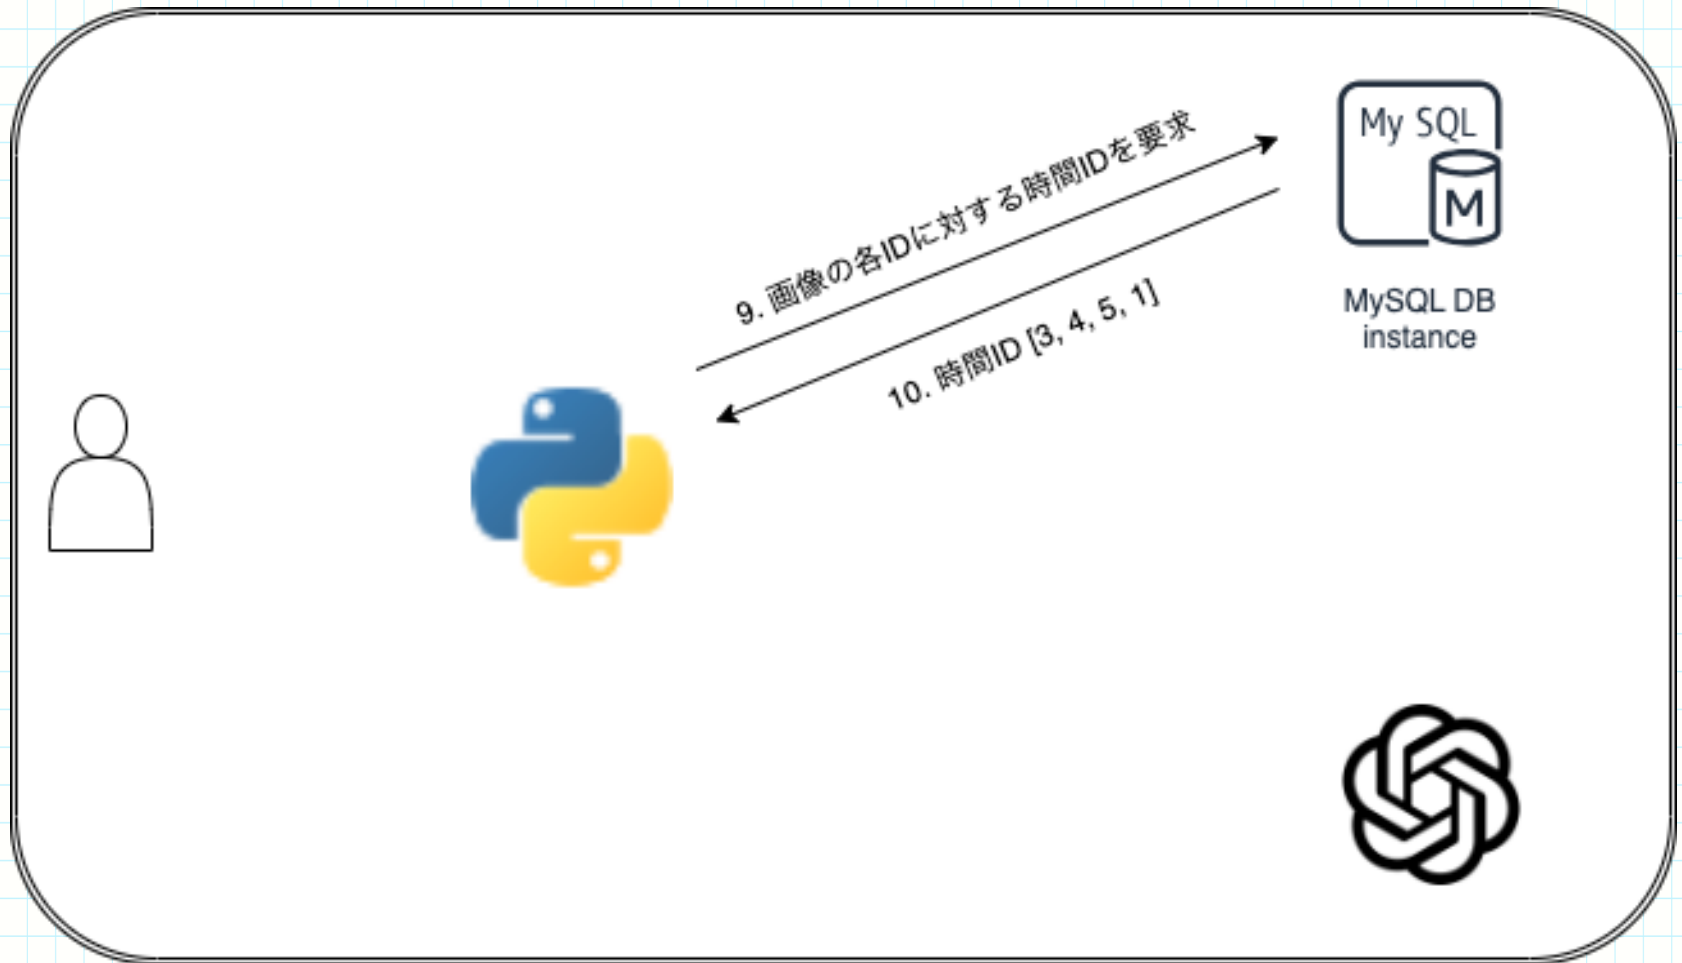 My SQL
M
MySQL DB
instance
9. 画像の各IDに対する時間IDを要求
10. 時間ID [3, 4, 5, 1]